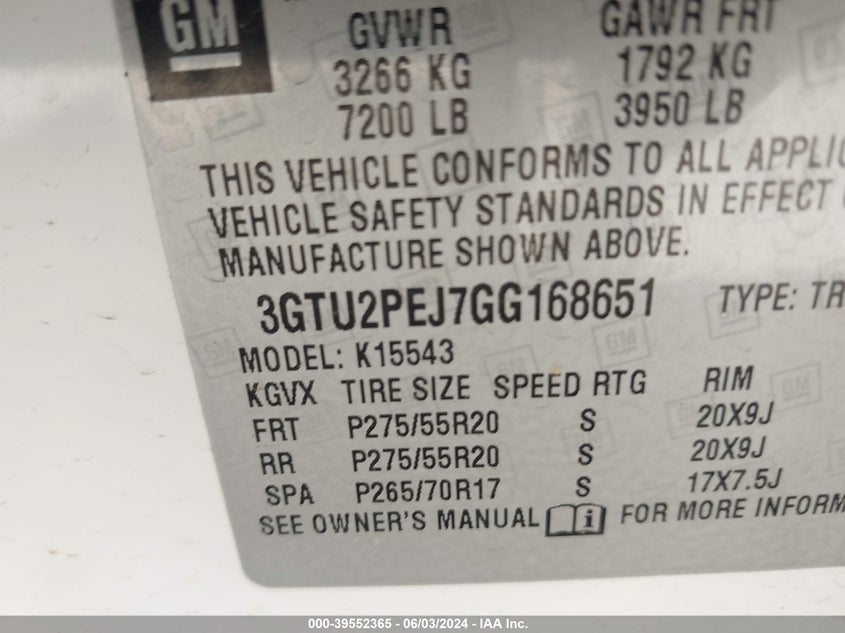 GM
GVWR GAWR FRT
3266 KG 1792 KG
7200 LB 3950 LB
THIS VEHICLE CONFORMS TO ALL
VEHICLE SAFETY STANDARDS IN EFFECT
MANUFACTURE SHOWN ABOVE.
3GTU2PEJ7GG168651 TYPE: TR
MODEL: K15543
KGVX TIRE SIZE SPEED RTG RIM
FRT P275/55R20 S 20X9J
RR P275/55R20 S 20X9J
SPA P265/70R17 S 17X7.5J
SEE OWNER'S MANUAL i FOR MORE INFORM
000-39552365 - 06/03/2024 - IAA Inc.